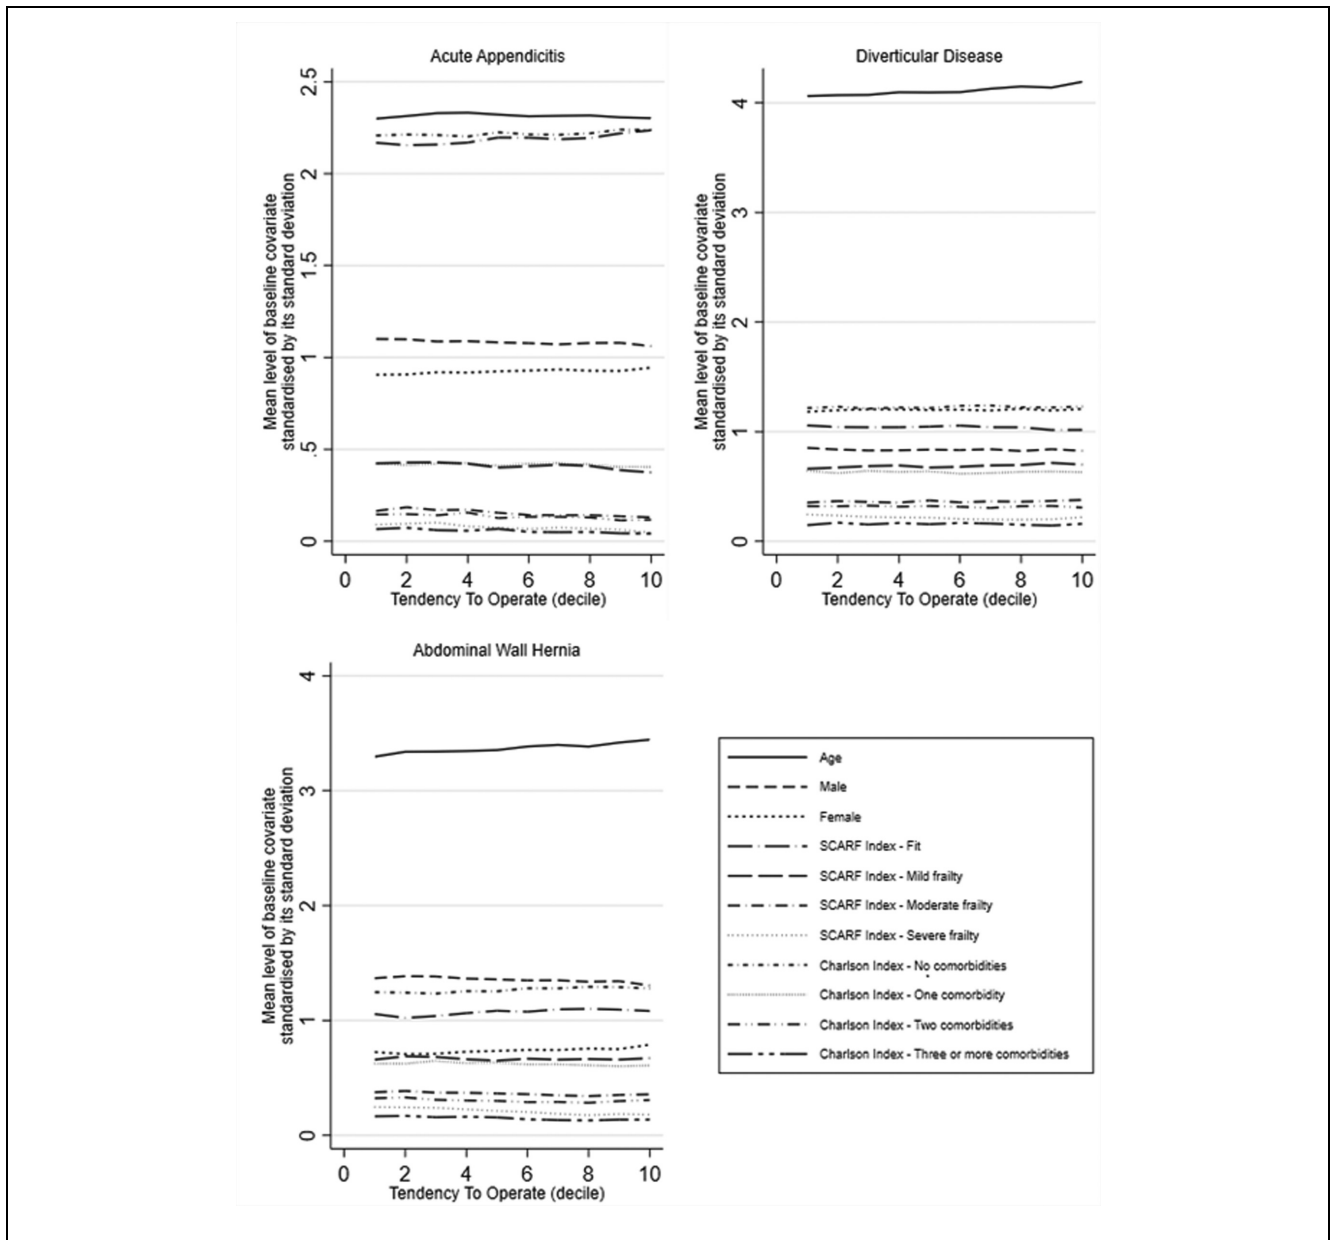 Acute Appendicitis
Mean level of baseline covariate
standardised by its standard deviation
2.5
2
1.5
1
.5
0
0 2 4 6 8 10
Tendency To Operate (decile)
Diverticular Disease
Mean level of baseline covariate
standardised by its standard deviation
4
3
2
1
0
0 2 4 6 8 10
Tendency To Operate (decile)
Abdominal Wall Hernia
Mean level of baseline covariate
standardised by its standard deviation
4
3
2
1
0
0 2 4 6 8 10
Tendency To Operate (decile)
Age
Male
Female
SCARF Index - Fit
SCARF Index - Mild frailty
SCARF Index - Moderate frailty
SCARF Index - Severe frailty
Charlson Index - No comorbidities
Charlson Index - One comorbidity
Charlson Index - Two comorbidities
Charlson Index - Three or more comorbidities